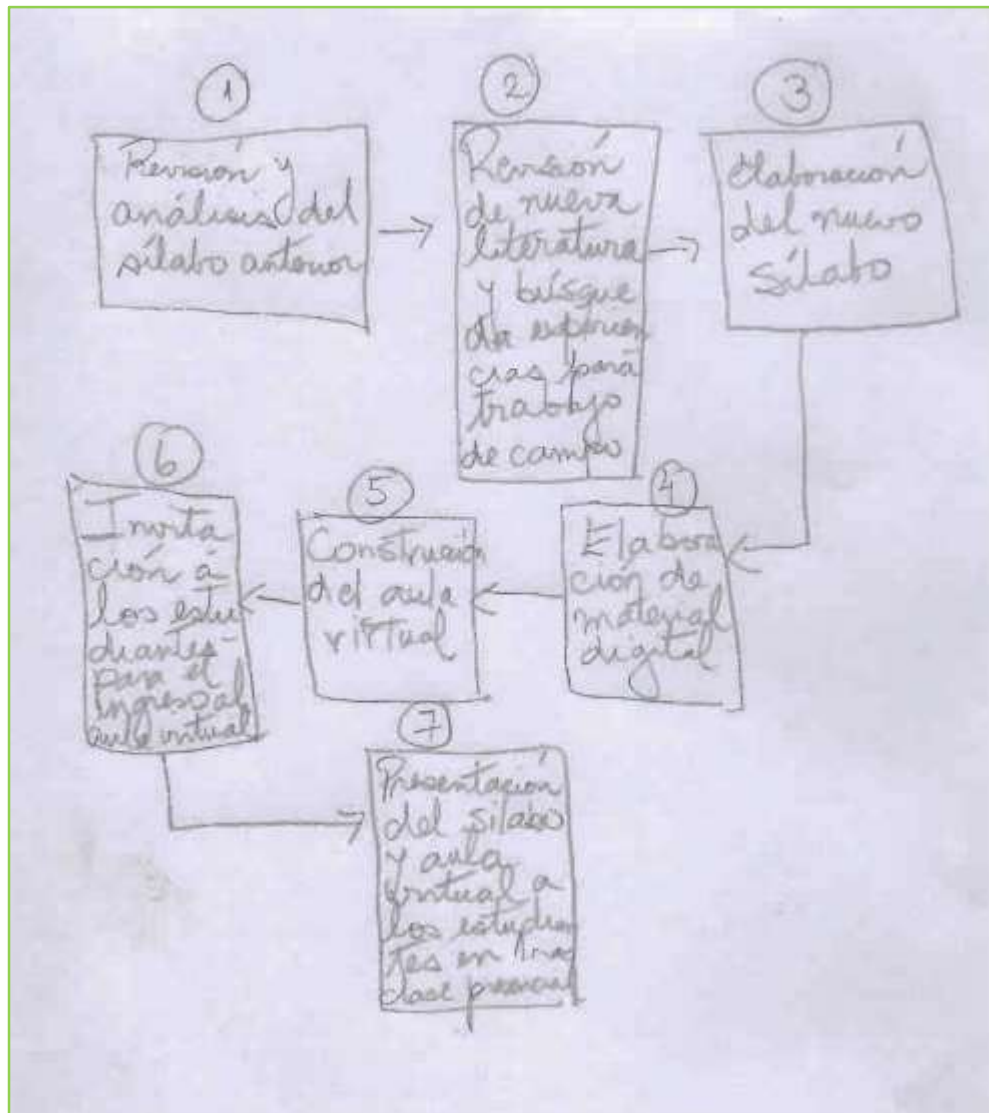 1
Revisión y
análisis del
sílabo anterior
2
Revisión
de nueva
literatura
y búsque
da experien
cias para
trabajo
de campo
3
Elaboración
del nuevo
sílabo
4
Elabora
ción de
material
digital
5
Construcción
del aula
virtual
6
Invita
ción a
los estu
diantes
para el
ingreso al
aula virtual
7
Presentación
del sílabo
y aula
virtual a
los estudian
tes en una
clase presencial